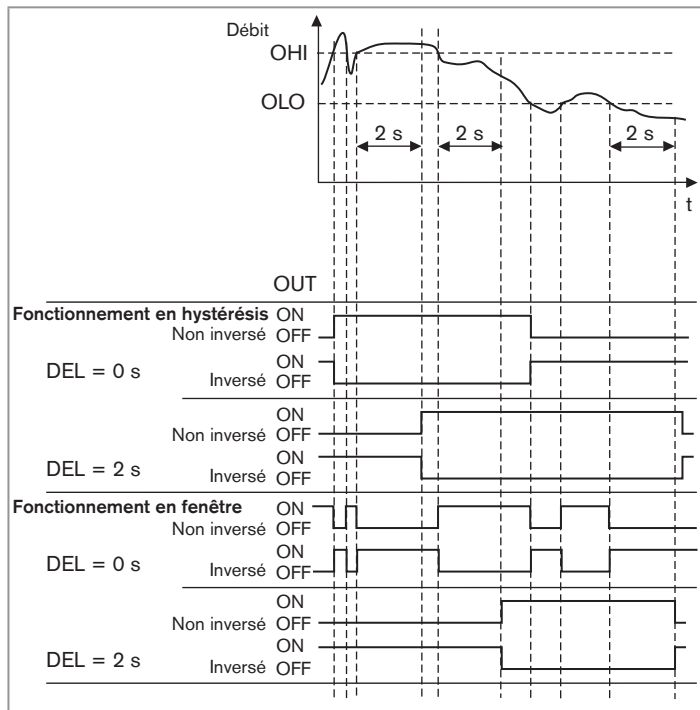 Débit
OHI
OLO
2 s 2 s 2 s
t
OUT
Fonctionnement en hystérésis ON
Non inversé OFF
DEL = 0 s ON
Inversé OFF
ON
Non inversé OFF
DEL = 2 s ON
Inversé OFF
Fonctionnement en fenêtre ON
Non inversé OFF
DEL = 0 s ON
Inversé OFF
ON
Non inversé OFF
DEL = 2 s ON
Inversé OFF